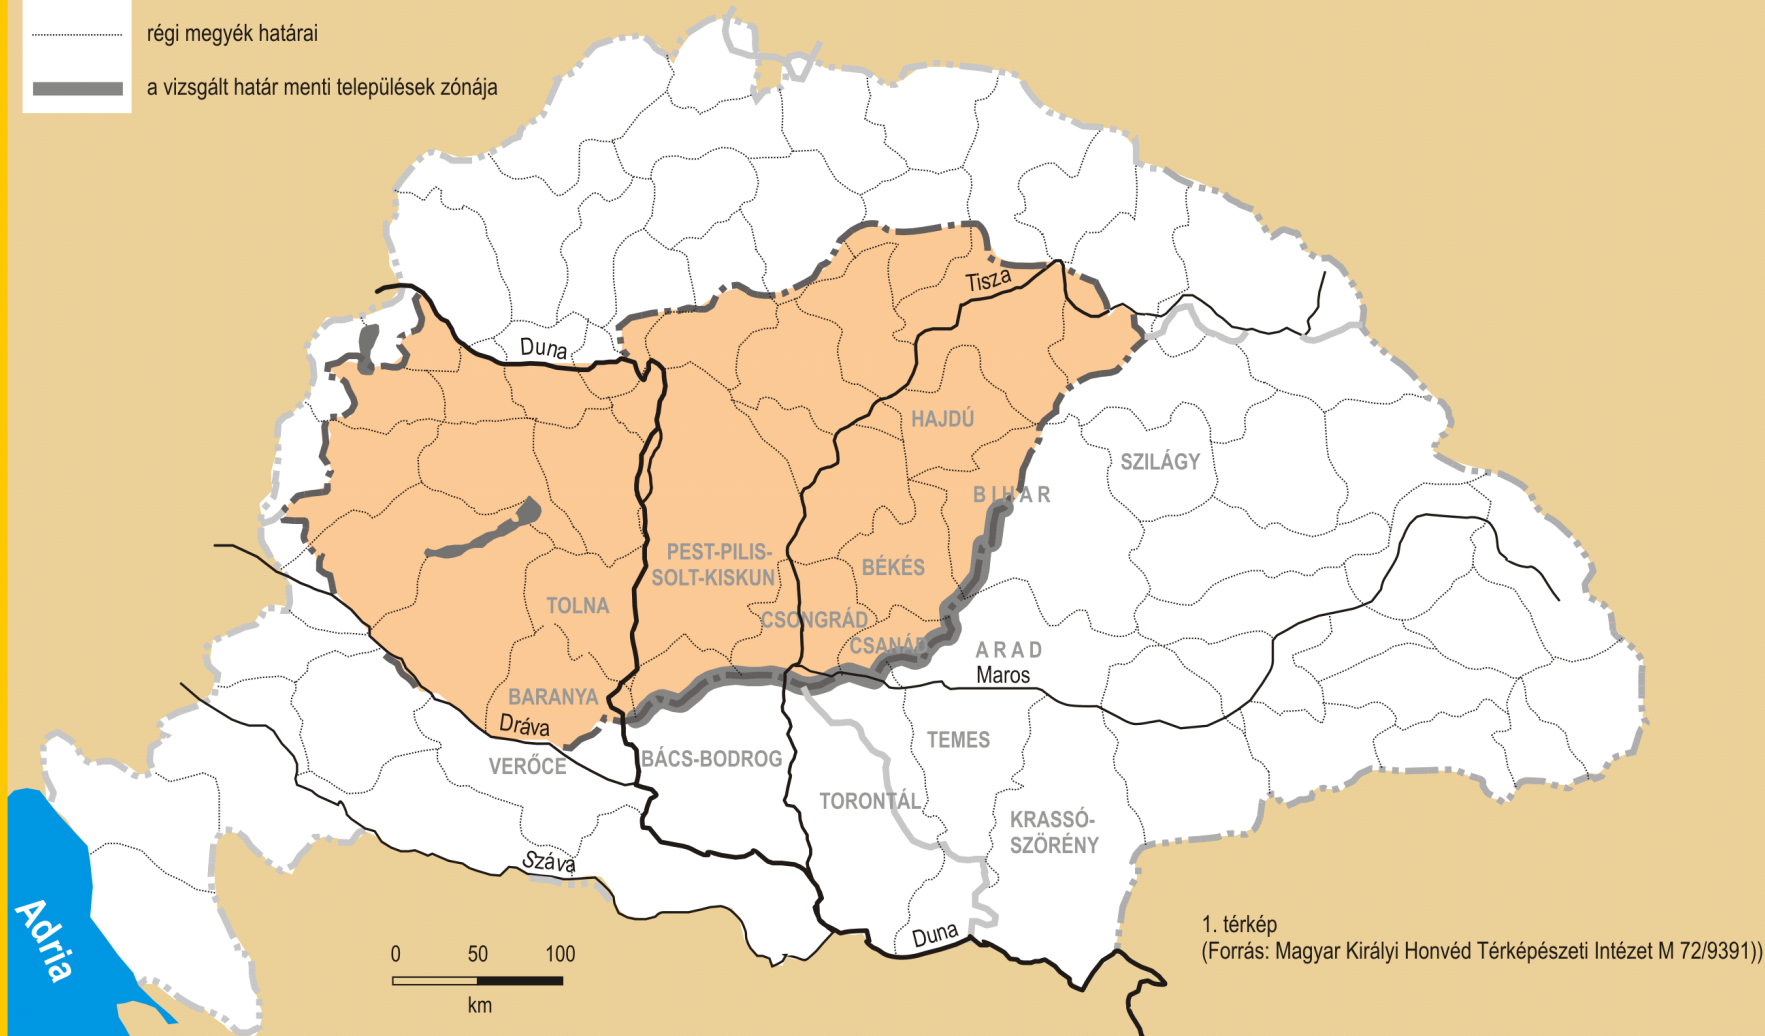 régi megyék határai
a vizsgált határ menti települések zónája
Tisza
Duna
HAJDÚ
SZILÁGY
BIHAR
PEST-PILIS-
SOLT-KISKUN
BÉKÉS
TOLNA
CSONGRÁD
CSANÁD
ARAD
Maros
BARANYA
Dráva
VERŐCE
BÁCS-BODROG
TEMES
TORONTÁL
KRASSÓ-
SZÖRÉNY
Száva
Adria
Duna
0 50 100
km
1. térkép
(Forrás: Magyar Királyi Honvéd Térképészeti Intézet M 72/9391))